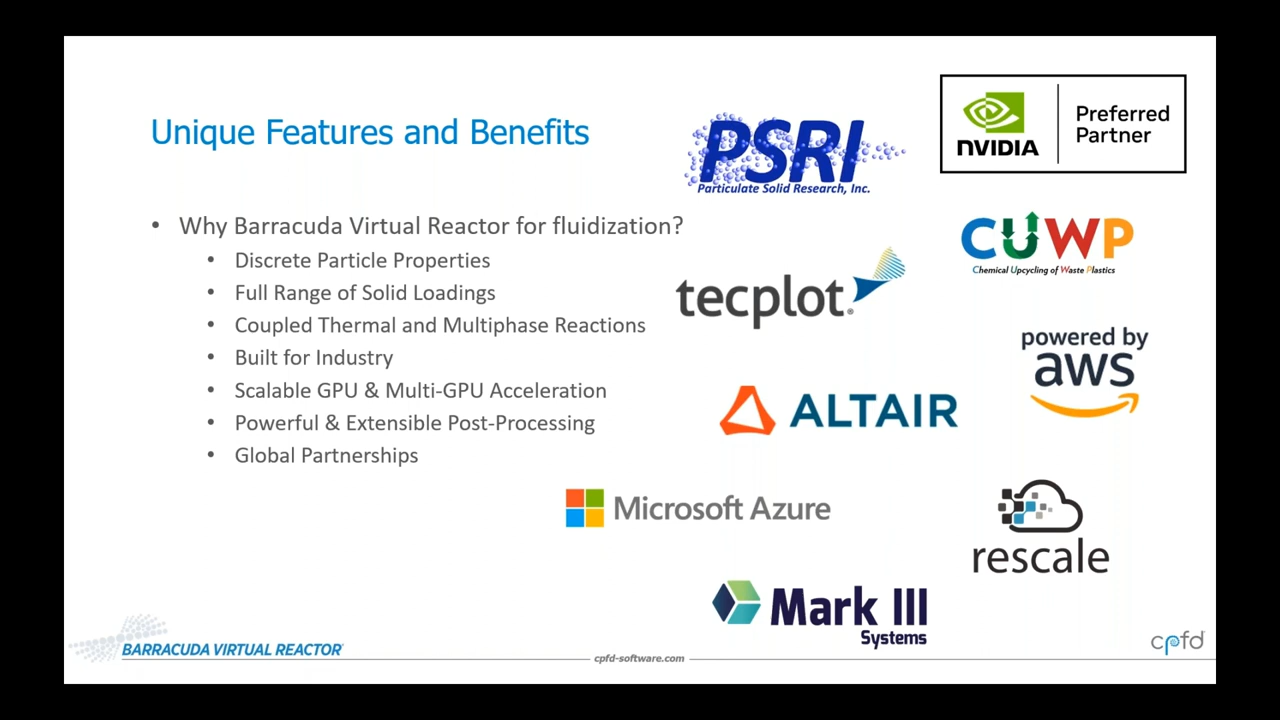 Unique Features and Benefits
• Why Barracuda Virtual Reactor for fluidization?
• Discrete Particle Properties
• Full Range of Solid Loadings
• Coupled Thermal and Multiphase Reactions
• Built for Industry
• Scalable GPU & Multi-GPU Acceleration
• Powerful & Extensible Post-Processing
• Global Partnerships
PSRI
Particulate Solid Research, Inc.
NVIDIA
Preferred
Partner
CUWP
Chemical Upcycling of Waste Plastics
tecplot®
powered by
aws
ALTAIR
Microsoft Azure
rescale
Mark III
Systems
BARRACUDA VIRTUAL REACTOR
cpfd-software.com
cpfd